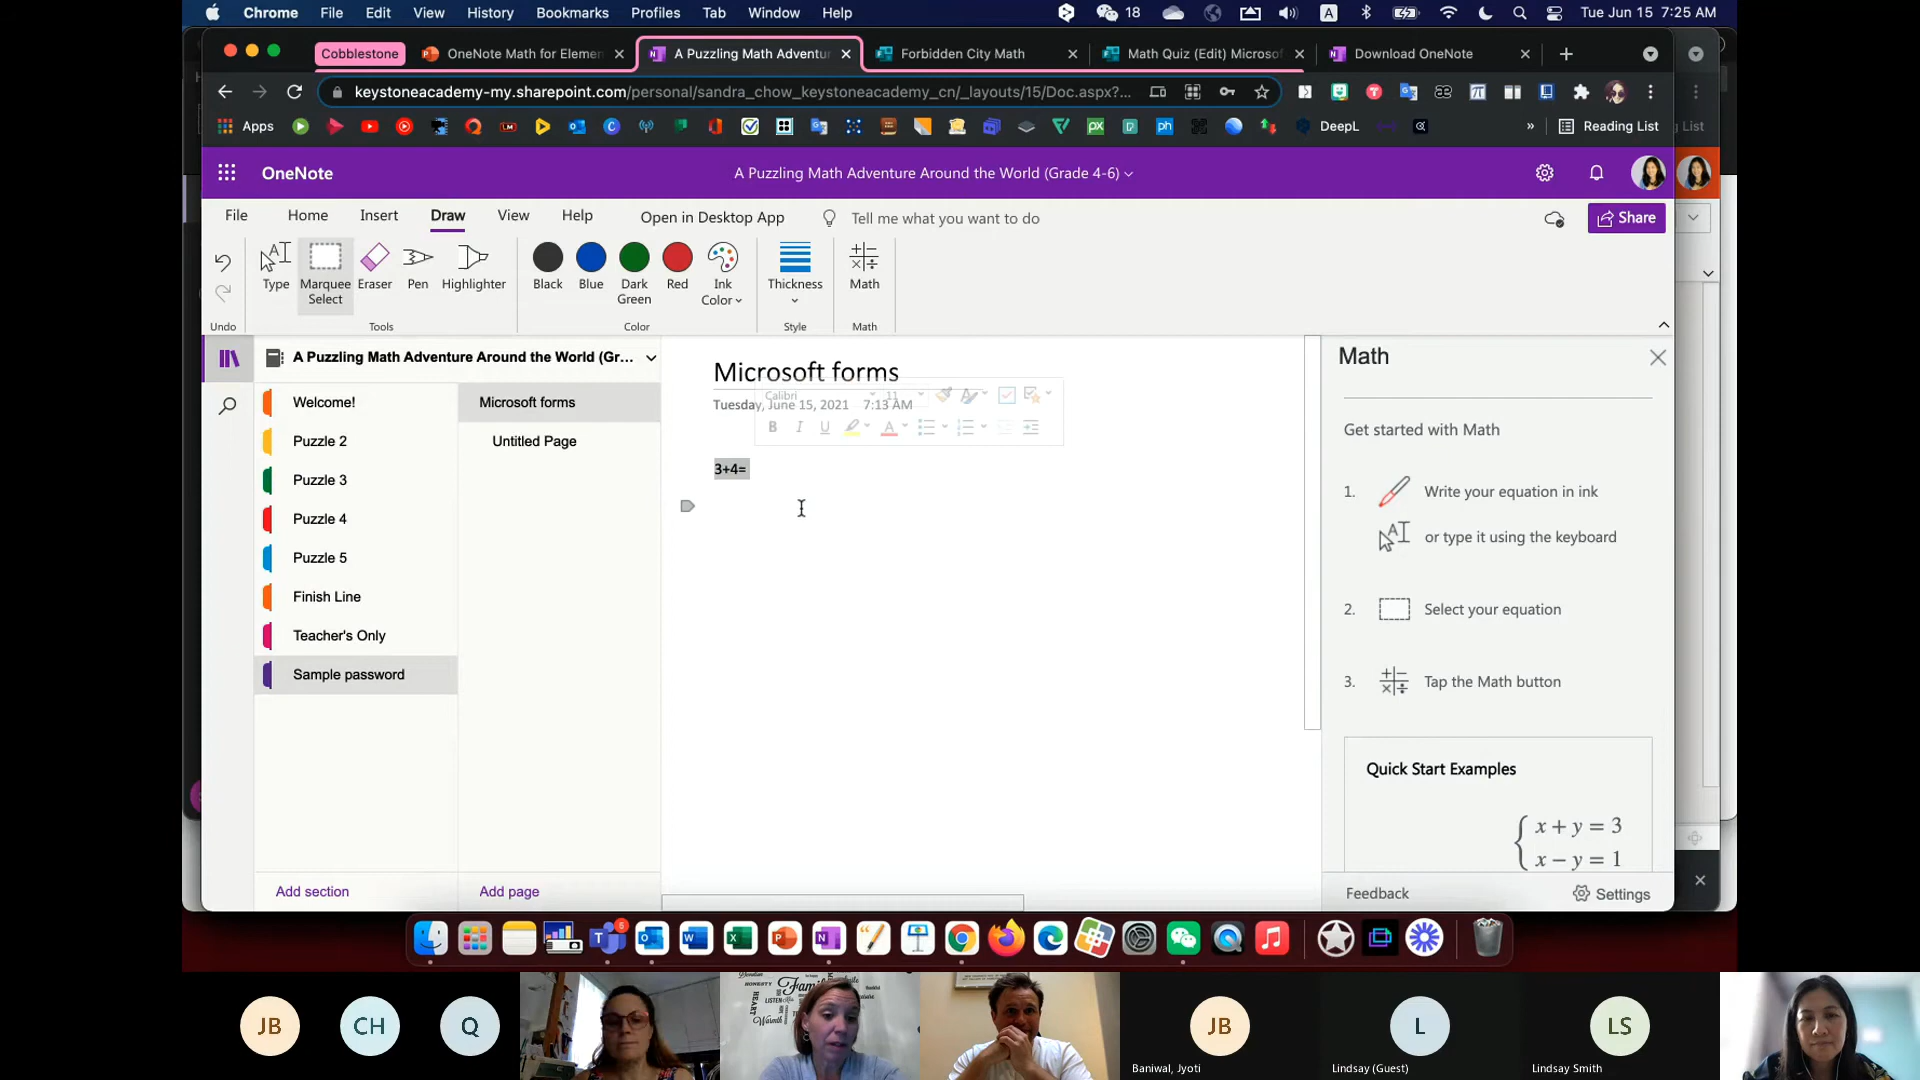 Chrome File Edit View History Bookmarks Profiles Tab Window Help 18 A Tue Jun 15 7:25 AM
Cobblestone OneNote Math for Elemen A Puzzling Math Adventur Forbidden City Math Math Quiz (Edit) Microsof Download OneNote
keystoneacademy-my.sharepoint.com/personal/sandra_chow_keystoneacademy_cn/_layouts/15/Doc.aspx?...
Apps DeepL » Reading List
OneNote A Puzzling Math Adventure Around the World (Grade 4-6)
File Home Insert Draw View Help Open in Desktop App Tell me what you want to do Share
Type Marquee Select Eraser Pen Highlighter Black Blue Dark Green Red Ink Color Thickness Math
Undo Tools Color Style Math
A Puzzling Math Adventure Around the World (Gr...
Welcome!
Puzzle 2
Puzzle 3
Puzzle 4
Puzzle 5
Finish Line
Teacher's Only
Sample password
Add section
Microsoft forms
Untitled Page
Add page
Microsoft forms
Tuesday, June 15, 2021 7:13 AM
Calibri 11
B I U A
3+4=
Math
Get started with Math
1. Write your equation in ink
or type it using the keyboard
2. Select your equation
3. Tap the Math button
Quick Start Examples
x + y = 3
x − y = 1
Feedback Settings
JB CH Q JB L LS
Baniwal, Jyoti Lindsay (Guest) Lindsay Smith
HONESTY
Family
LISTEN
HEART
Warmth